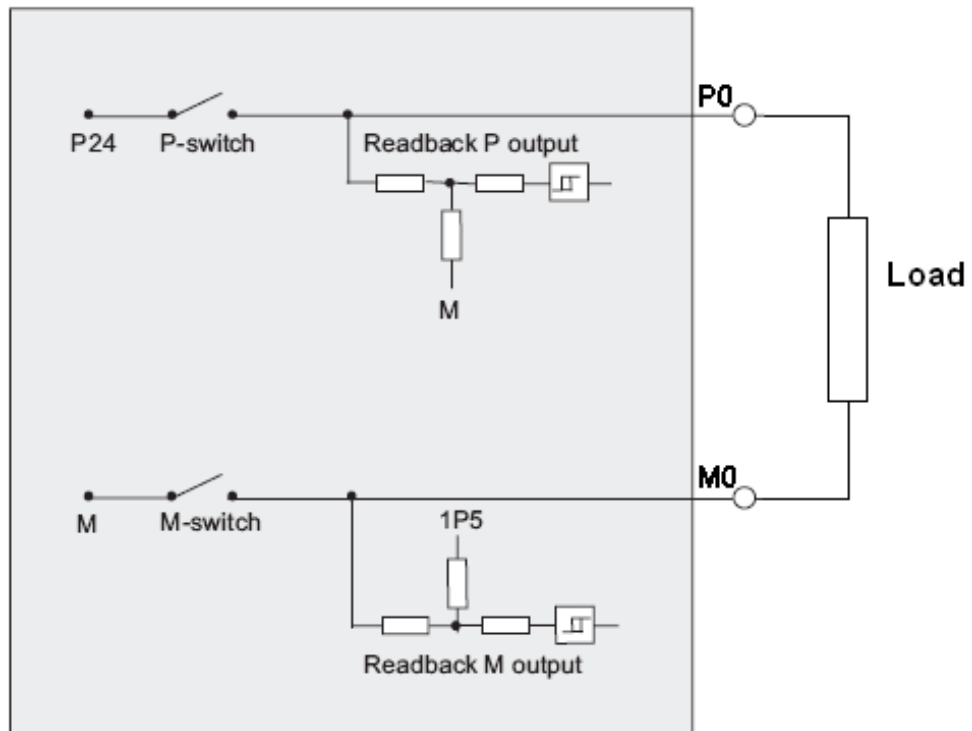 P0
P24 P-switch Readback P output
M
Load
M0
M M-switch 1P5
Readback M output